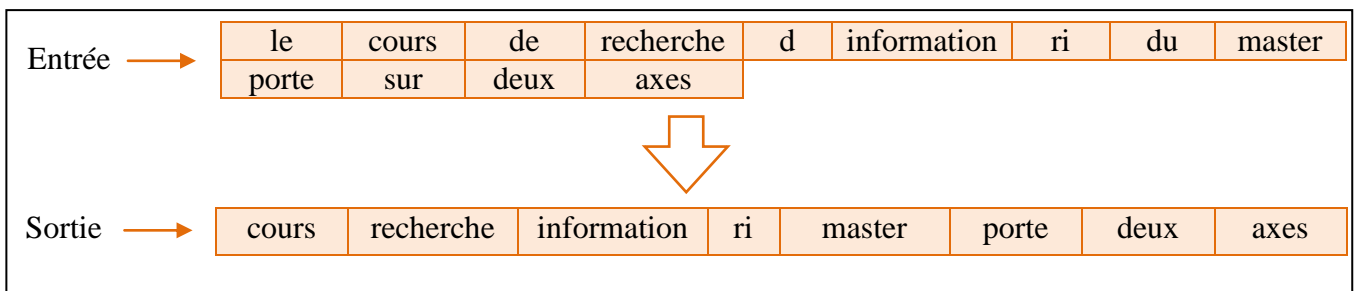 Entrée le cours de recherche d information ri du master
porte sur deux axes
Sortie cours recherche information ri master porte deux axes